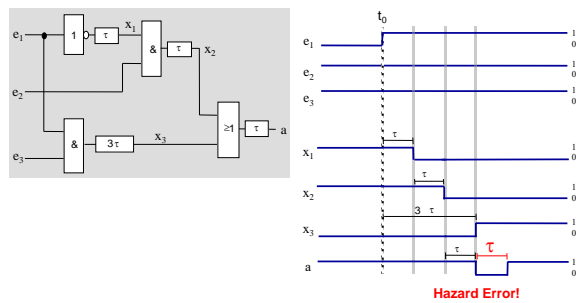 e1 1 τ x1 & τ x2
e2
≥1 τ a
e3 & 3τ x3
t0
e1 1 0
e2 1 0
e3 1 0
τ
x1 1 0
τ
x2 1 0
3 τ
x3 1 0
τ τ
a 1 0
Hazard Error!